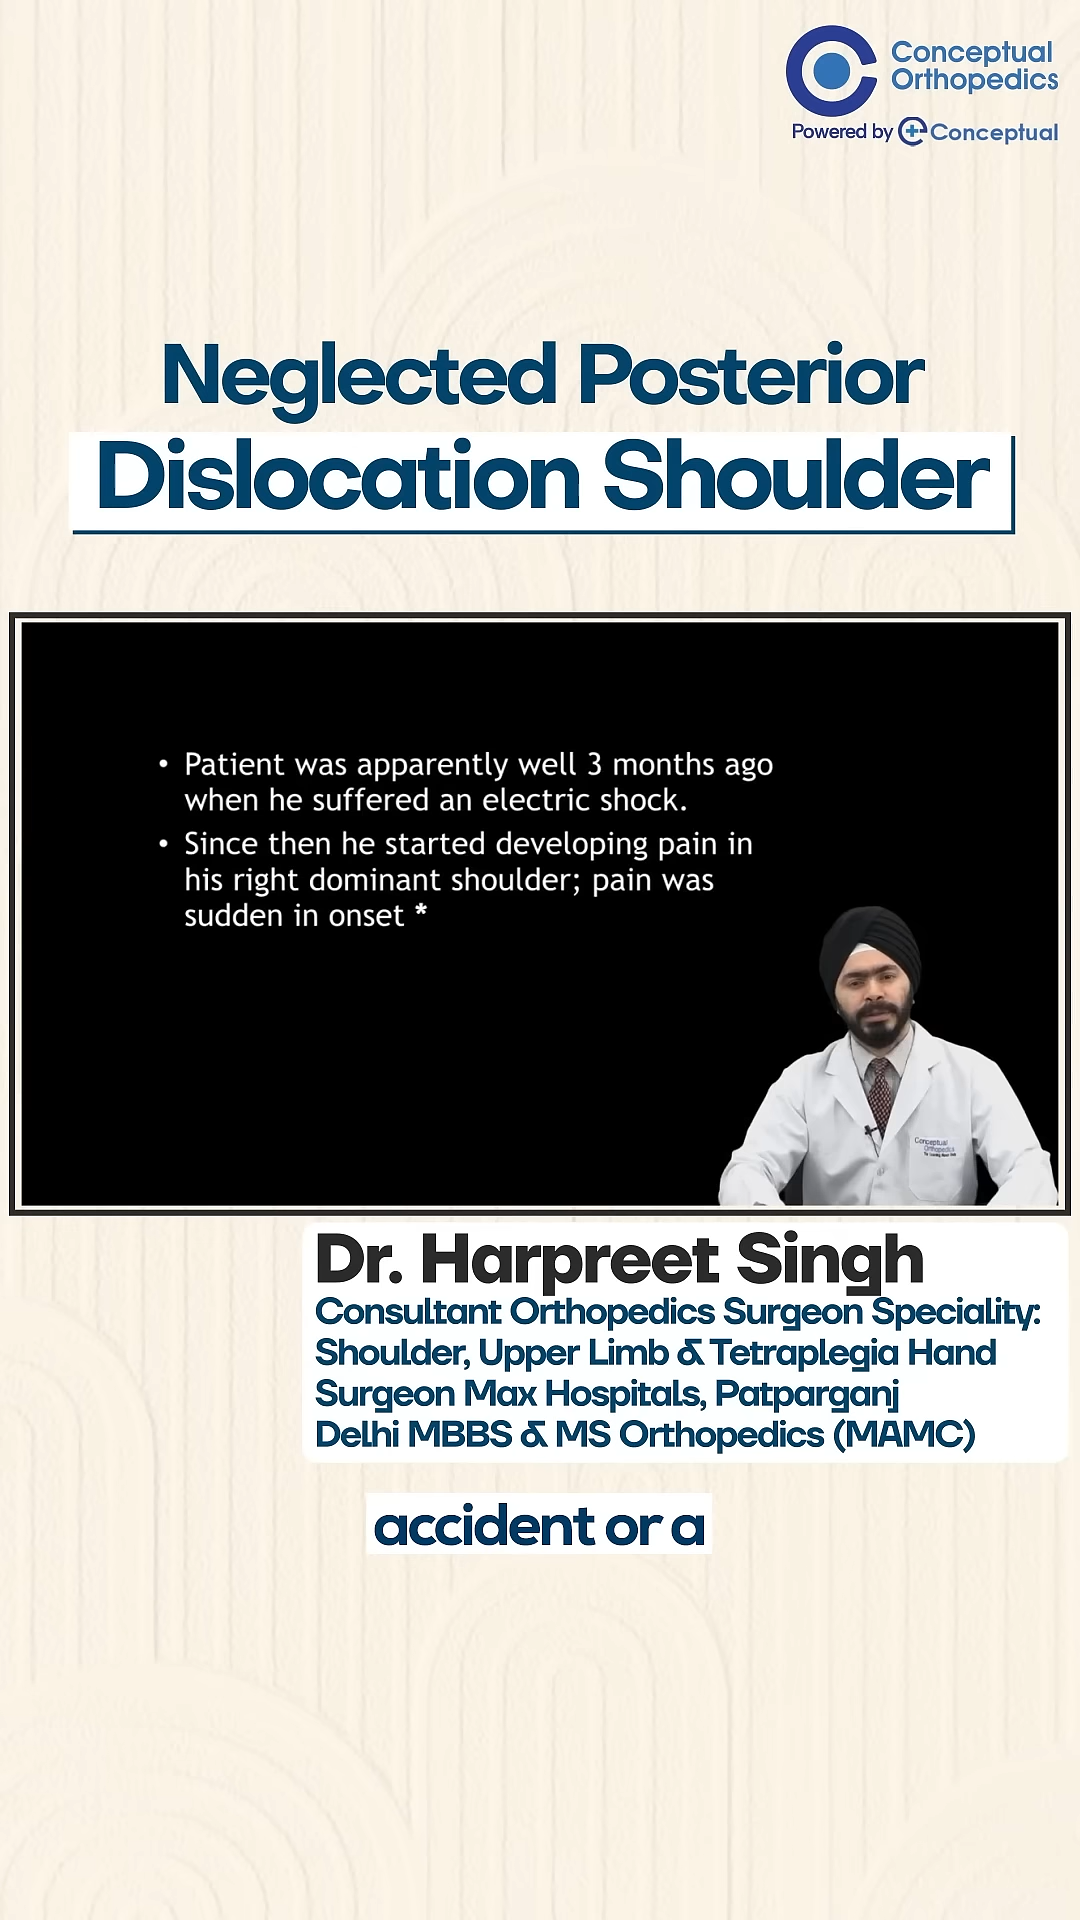 Conceptual
Orthopedics
Powered by Conceptual
Neglected Posterior
Dislocation Shoulder
• Patient was apparently well 3 months ago
when he suffered an electric shock.
• Since then he started developing pain in
his right dominant shoulder; pain was
sudden in onset *
Conceptual
Orthopedics
Dr. Harpreet Singh
Consultant Orthopedics Surgeon Speciality:
Shoulder, Upper Limb & Tetraplegia Hand
Surgeon Max Hospitals, Patparganj
Delhi MBBS & MS Orthopedics (MAMC)
accident or a